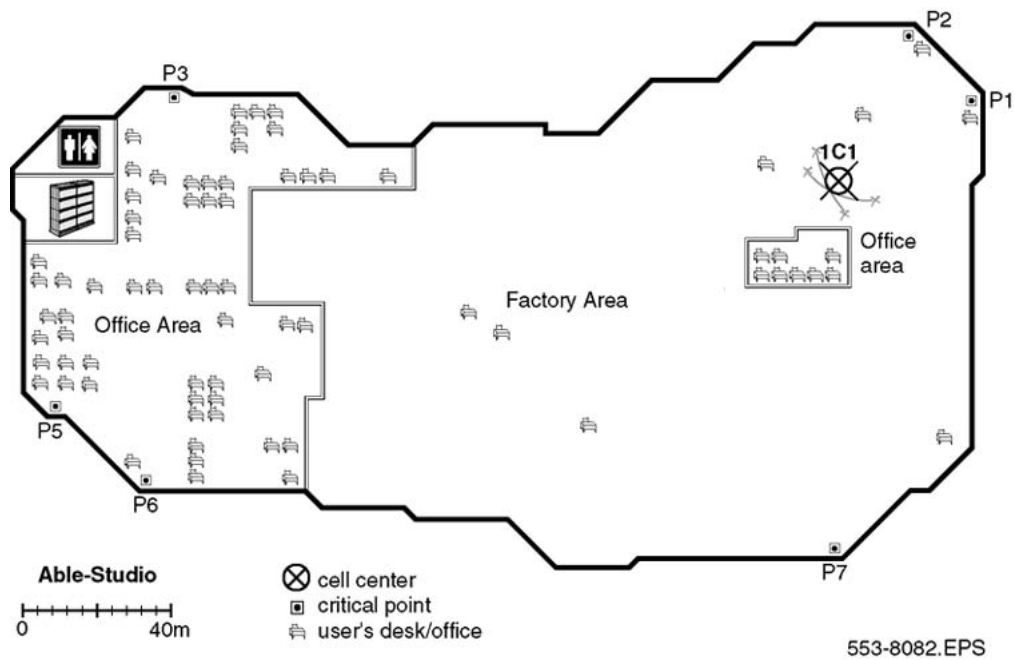 P2
P3
P1
1C1
Office
area
Factory Area
Office Area
P5
P6
P7
Able-Studio
0 40m
cell center
critical point
user's desk/office
553-8082.EPS